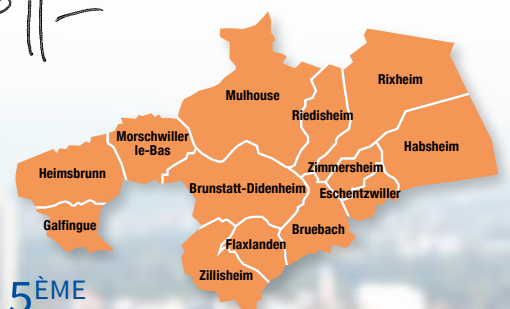 Rixheim
Mulhouse
Riedisheim
Morschwiller
le-Bas
Habsheim
Zimmersheim
Heimsbrunn
Brunstatt-Didenheim
Eschentzwiller
Galfingue
Bruebach
Flaxlanden
Zillisheim
5ÈME